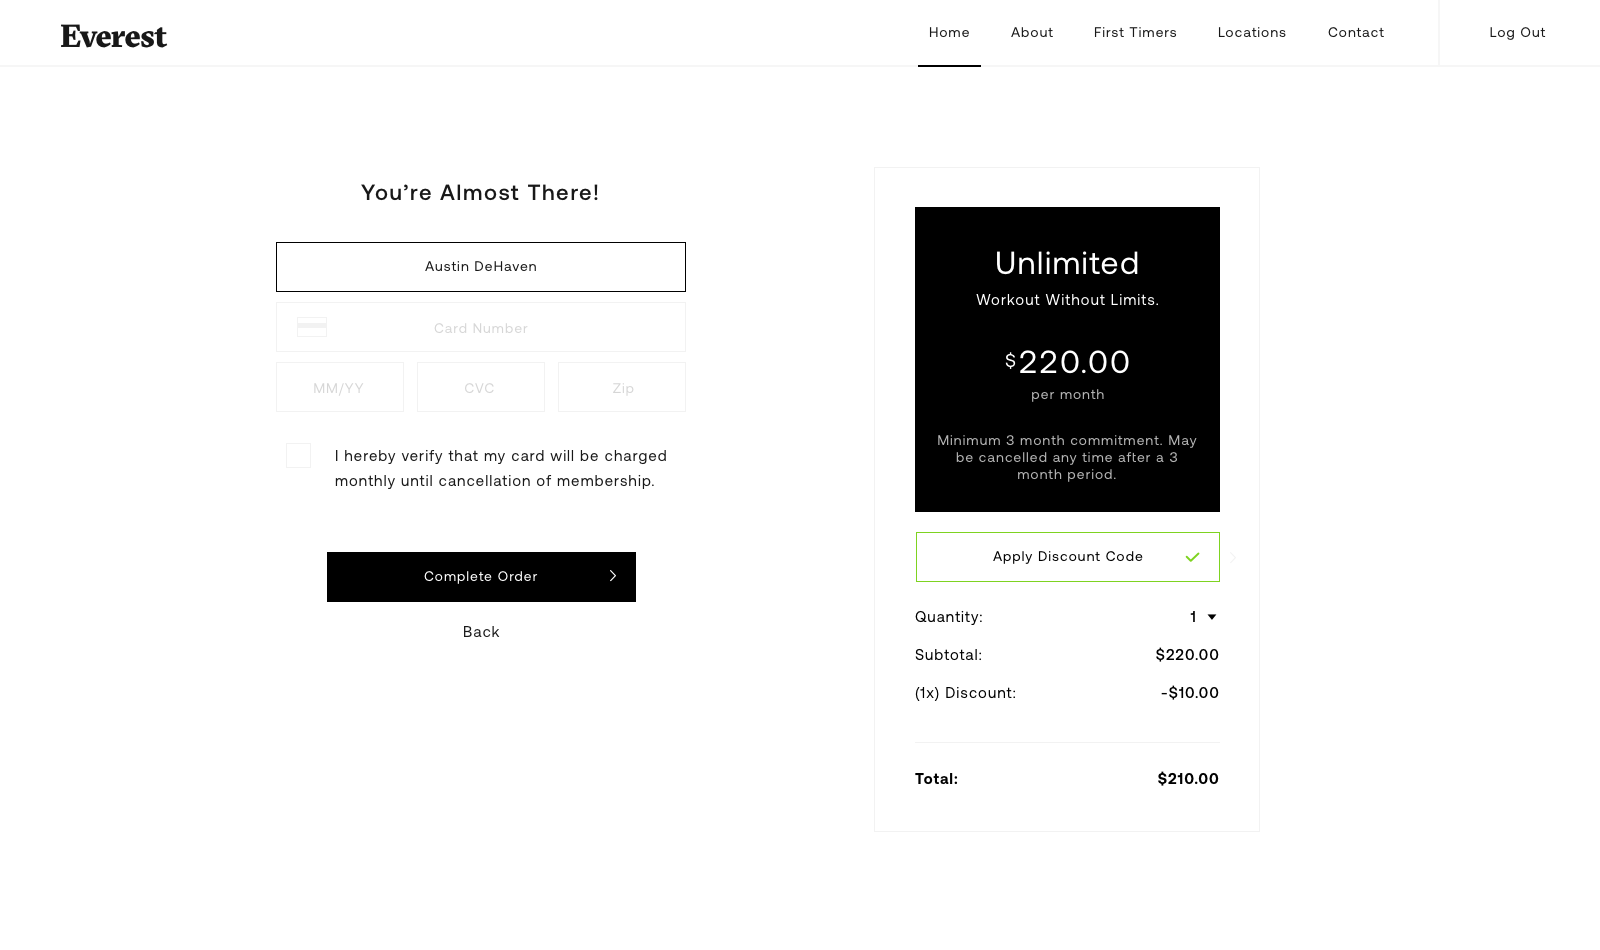 Everest
Home
About
First Timers
Locations
Contact
Log Out
You’re Almost There!
Austin DeHaven
Card Number
MM/YY
CVC
Zip
I hereby verify that my card will be charged
monthly until cancellation of membership.
Complete Order
Back
Unlimited
Workout Without Limits.
$220.00
per month
Minimum 3 month commitment. May
be cancelled any time after a 3
month period.
Apply Discount Code
Quantity: 1
Subtotal: $220.00
(1x) Discount: -$10.00
Total: $210.00